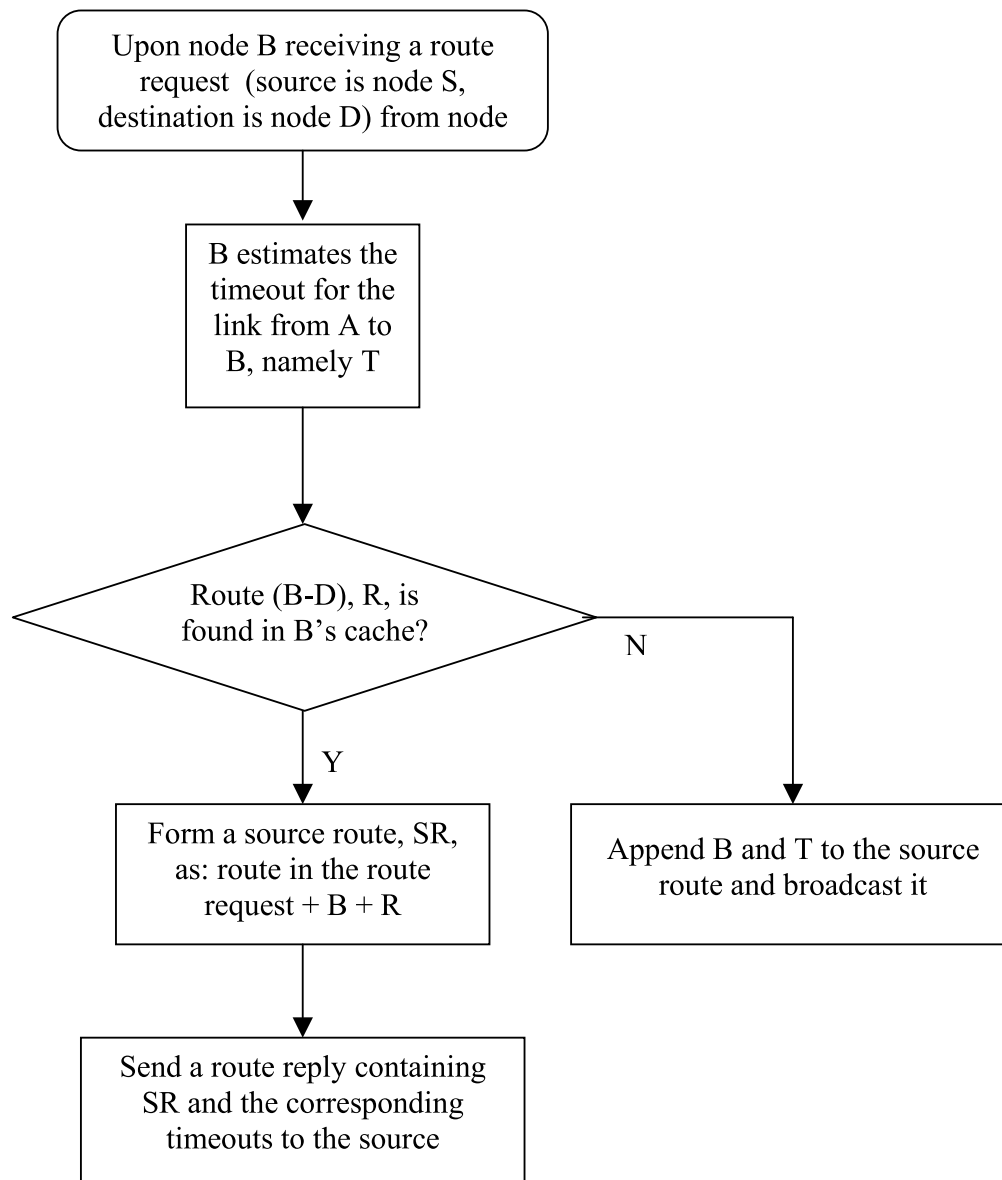 Upon node B receiving a route
request (source is node S,
destination is node D) from node
B estimates the
timeout for the
link from A to
B, namely T
Route (B-D), R, is
found in B’s cache?
N
Y
Form a source route, SR,
as: route in the route
request + B + R
Append B and T to the source
route and broadcast it
Send a route reply containing
SR and the corresponding
timeouts to the source